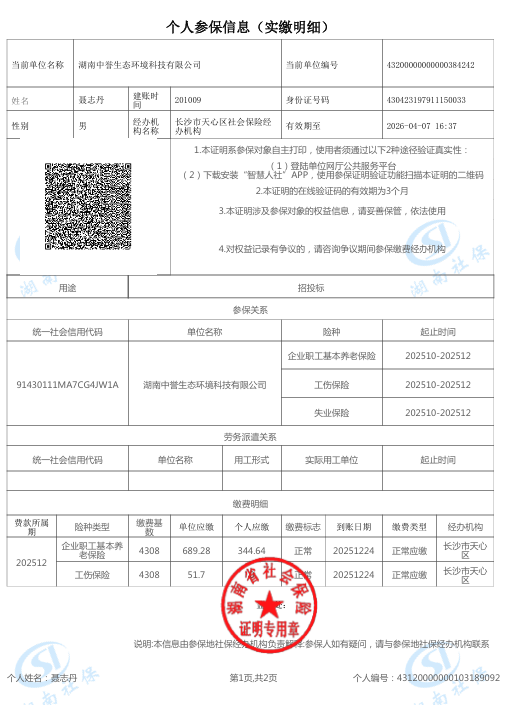 个人参保信息（实缴明细）
当前单位名称 湖南中誉生态环境科技有限公司 当前单位编号 43200000000000384242
姓名 聂志丹 建账时间 201009 身份证号码 430423197911150033
性别 男 经办机构名称 长沙市天心区社会保险经办机构 有效期至 2026-04-07 16:37
1.本证明系参保对象自主打印，使用者须通过以下2种途径验证真实性：
（1）登陆单位网厅公共服务平台
（2）下载安装“智慧人社”APP，使用参保证明验证功能扫描本证明的二维码
2.本证明的在线验证码的有效期为3个月
3.本证明涉及参保对象的权益信息，请妥善保管，依法使用
4.对权益记录有争议的，请咨询争议期间参保缴费经办机构
用途 招投标
参保关系
统一社会信用代码 单位名称 险种 起止时间
91430111MA7CG4JW1A 湖南中誉生态环境科技有限公司 企业职工基本养老保险 202510-202512
工伤保险 202510-202512
失业保险 202510-202512
劳务派遣关系
统一社会信用代码 单位名称 用工形式 实际用工单位 起止时间
缴费明细
费款所属期 险种类型 缴费基数 单位应缴 个人应缴 缴费标志 到账日期 缴费类型 经办机构
202512 企业职工基本养老保险 4308 689.28 344.64 正常 20251224 正常应缴 长沙市天心区
工伤保险 4308 51.7 正常 20251224 正常应缴 长沙市天心区
湖南省社会保险
证明专用章
说明:本信息由参保地社保经办机构负责解释;参保人如有疑问，请与参保地社保经办机构联系
个人姓名：聂志丹 第1页,共2页 个人编号：43120000000103189092
湖南社保
湖南社保
湖南社保
湖南社保